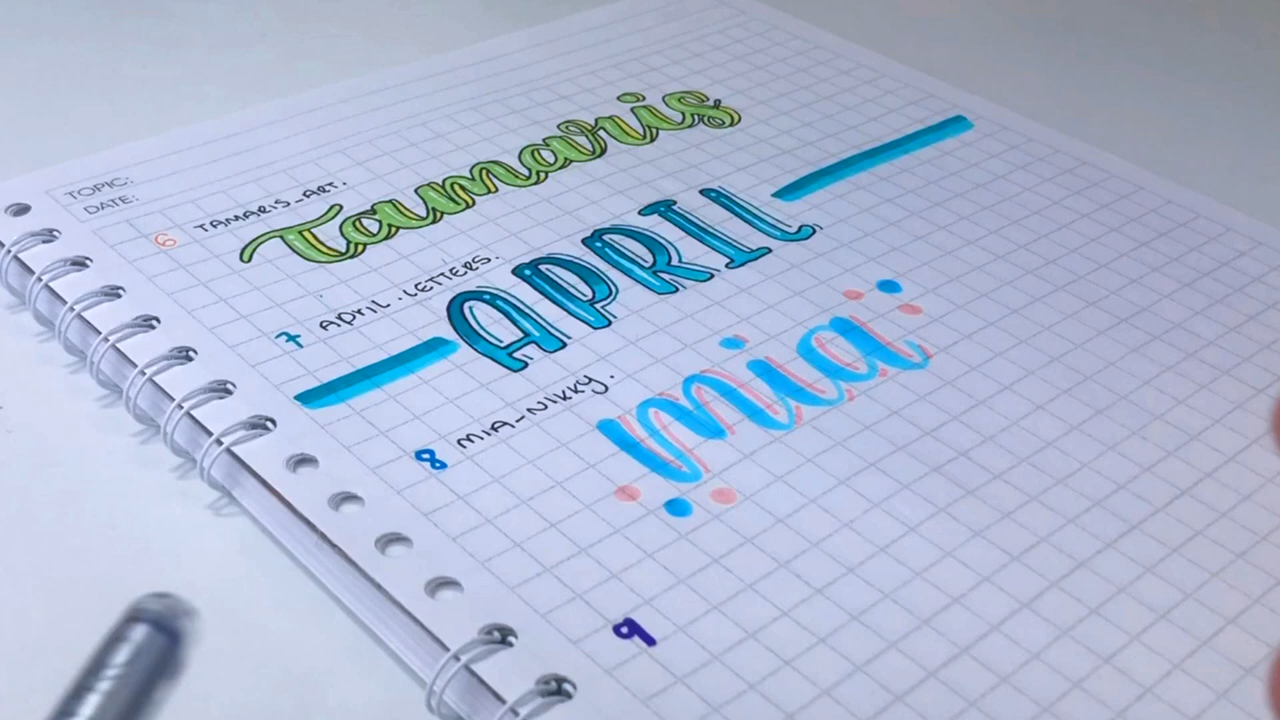 TOPIC:
DATE:
6 TAMARIS_ART.
Tamaris
7 APRIL.LETTERS.
APRIL
8 MIA_NIKKY.
mia
9